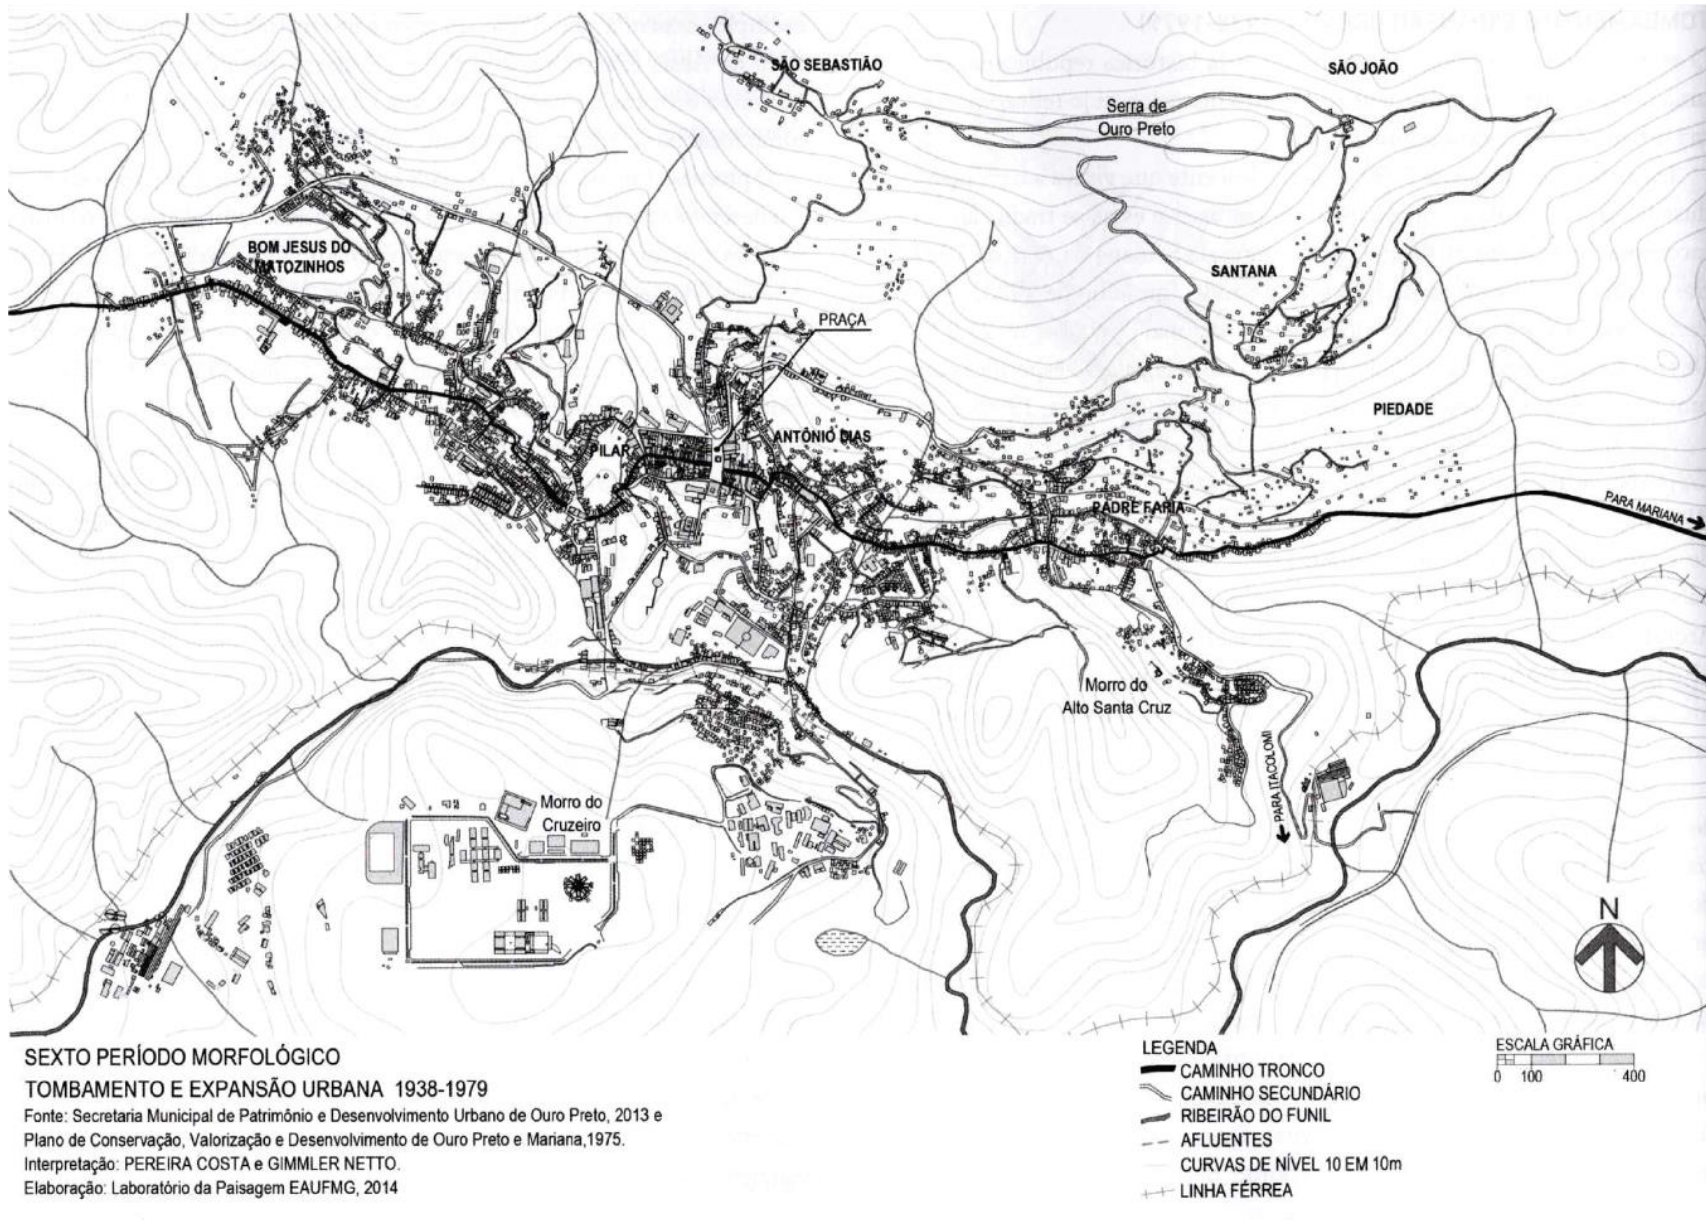 SÃO SEBASTIÃO
SÃO JOÃO
Serra de
Ouro Preto
BOM JESUS DO
MATOZINHOS
SANTANA
PRAÇA
PIEDADE
PILAR
ANTÔNIO DIAS
PADRE FARIA
PARA MARIANA
Morro do
Alto Santa Cruz
PARA ITACOLOMI
Morro do
Cruzeiro
N
SEXTO PERÍODO MORFOLÓGICO
TOMBAMENTO E EXPANSÃO URBANA 1938-1979
Fonte: Secretaria Municipal de Patrimônio e Desenvolvimento Urbano de Ouro Preto, 2013 e
Plano de Conservação, Valorização e Desenvolvimento de Ouro Preto e Mariana,1975.
Interpretação: PEREIRA COSTA e GIMMLER NETTO.
Elaboração: Laboratório da Paisagem EAUFMG, 2014
LEGENDA
CAMINHO TRONCO
CAMINHO SECUNDÁRIO
RIBEIRÃO DO FUNIL
AFLUENTES
CURVAS DE NÍVEL 10 EM 10m
LINHA FÉRREA
ESCALA GRÁFICA
0 100 400